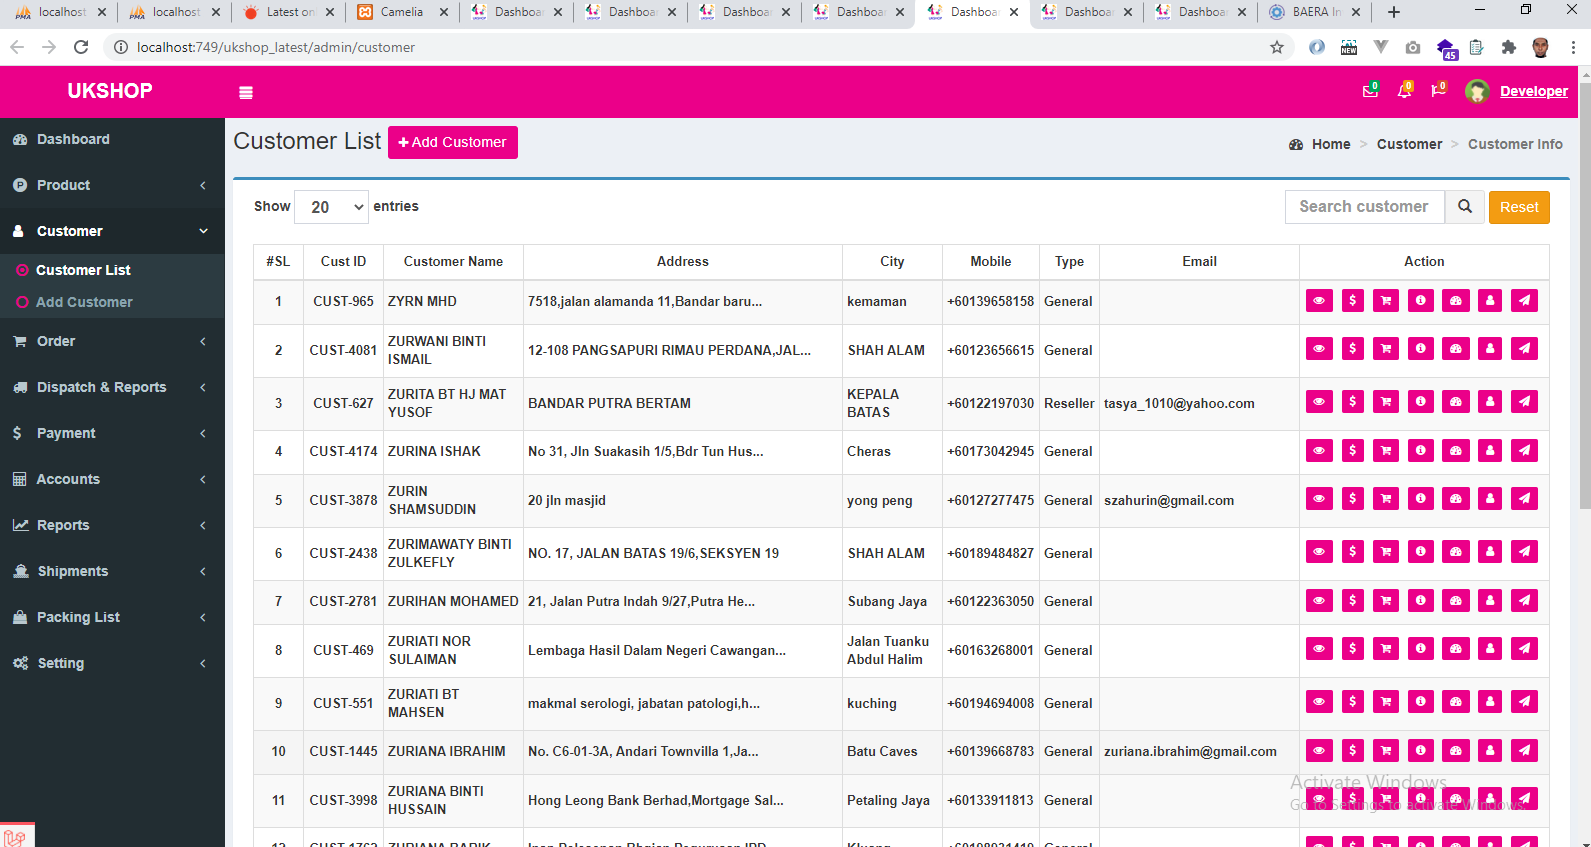 localhost
localhost
Latest on
Camelia
Dashboar
Dashboar
Dashboar
Dashboar
Dashboar
Dashboar
Dashboar
BAERA In
localhost:749/ukshop_latest/admin/customer
NEW
45
UKSHOP
0
0
0
Developer
Dashboard
Product
Customer
Customer List
Add Customer
Order
Dispatch & Reports
Payment
Accounts
Reports
Shipments
Packing List
Setting
Customer List
Add Customer
Home > Customer > Customer Info
Show 20 entries
Search customer
Reset
#SL Cust ID Customer Name Address City Mobile Type Email Action
1 CUST-965 ZYRN MHD 7518,jalan alamanda 11,Bandar baru... kemaman +60139658158 General
2 CUST-4081 ZURWANI BINTI ISMAIL 12-108 PANGSAPURI RIMAU PERDANA,JAL... SHAH ALAM +60123656615 General
3 CUST-627 ZURITA BT HJ MAT YUSOF BANDAR PUTRA BERTAM KEPALA BATAS +60122197030 Reseller tasya_1010@yahoo.com
4 CUST-4174 ZURINA ISHAK No 31, Jln Suakasih 1/5,Bdr Tun Hus... Cheras +60173042945 General
5 CUST-3878 ZURIN SHAMSUDDIN 20 jln masjid yong peng +60127277475 General szahurin@gmail.com
6 CUST-2438 ZURIMAWATY BINTI ZULKEFLY NO. 17, JALAN BATAS 19/6,SEKSYEN 19 SHAH ALAM +60189484827 General
7 CUST-2781 ZURIHAN MOHAMED 21, Jalan Putra Indah 9/27,Putra He... Subang Jaya +60122363050 General
8 CUST-469 ZURIATI NOR SULAIMAN Lembaga Hasil Dalam Negeri Cawangan... Jalan Tuanku Abdul Halim +60163268001 General
9 CUST-551 ZURIATI BT MAHSEN makmal serologi, jabatan patologi,h... kuching +60194694008 General
10 CUST-1445 ZURIANA IBRAHIM No. C6-01-3A, Andari Townvilla 1,Ja... Batu Caves +60139668783 General zuriana.ibrahim@gmail.com
11 CUST-3998 ZURIANA BINTI HUSSAIN Hong Leong Bank Berhad,Mortgage Sal... Petaling Jaya +60133911813 General
Activate Windows
Go to Settings to activate Windows.